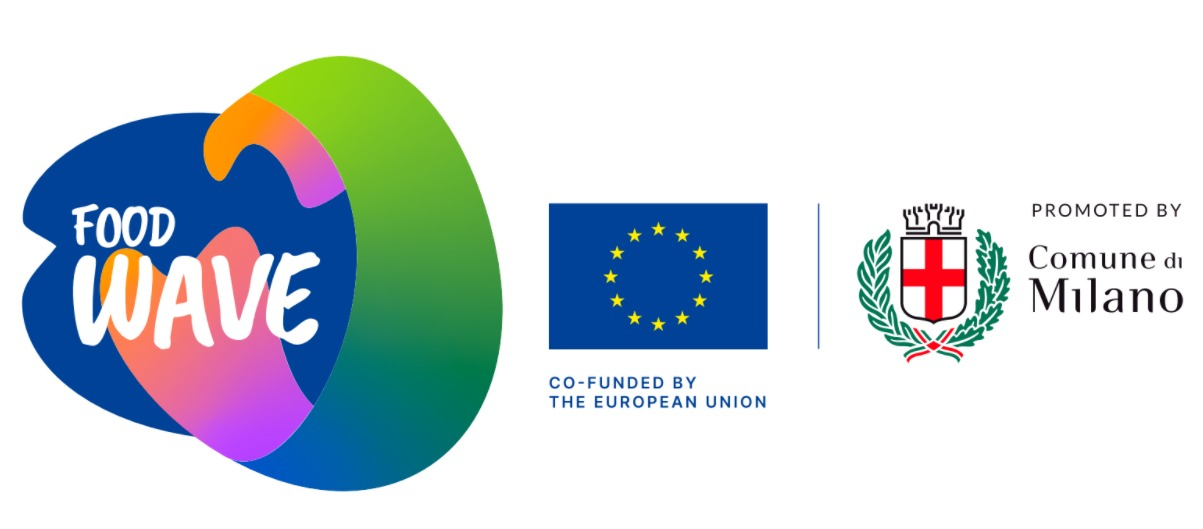 FOOD
WAVE
CO-FUNDED BY
THE EUROPEAN UNION
PROMOTED BY
Comune di
Milano